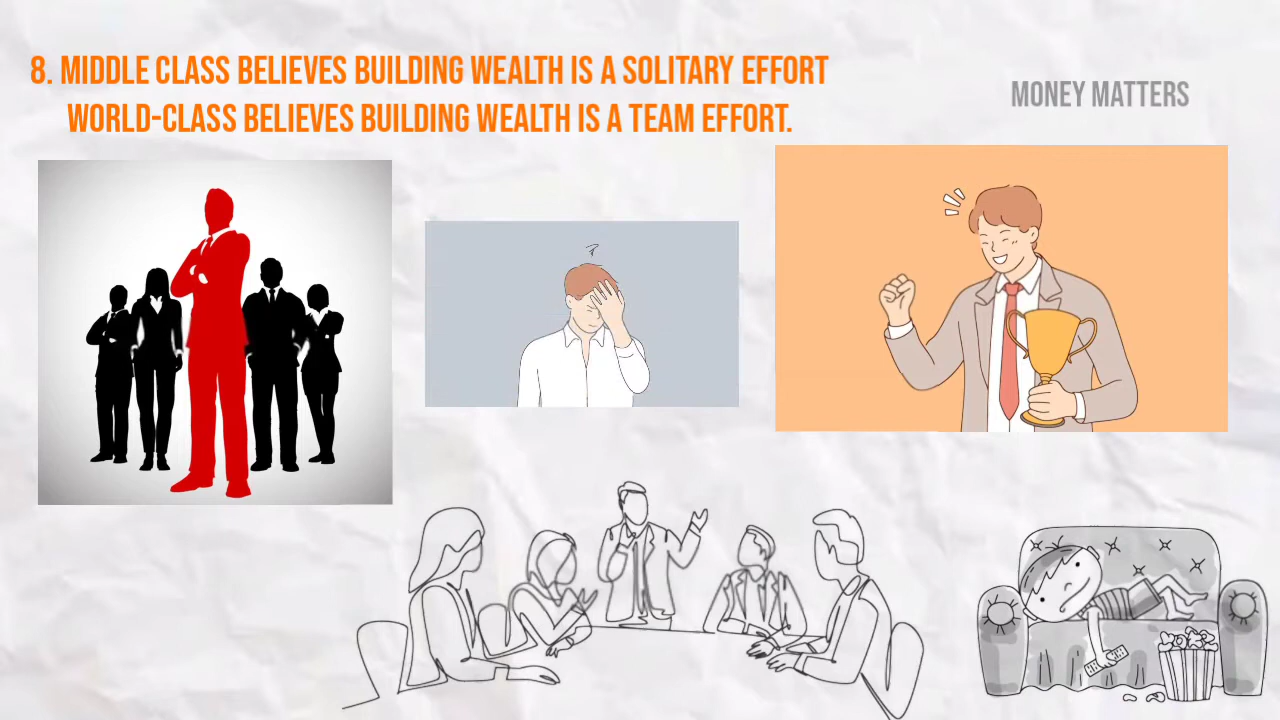 8. MIDDLE CLASS BELIEVES BUILDING WEALTH IS A SOLITARY EFFORT
WORLD-CLASS BELIEVES BUILDING WEALTH IS A TEAM EFFORT.
MONEY MATTERS